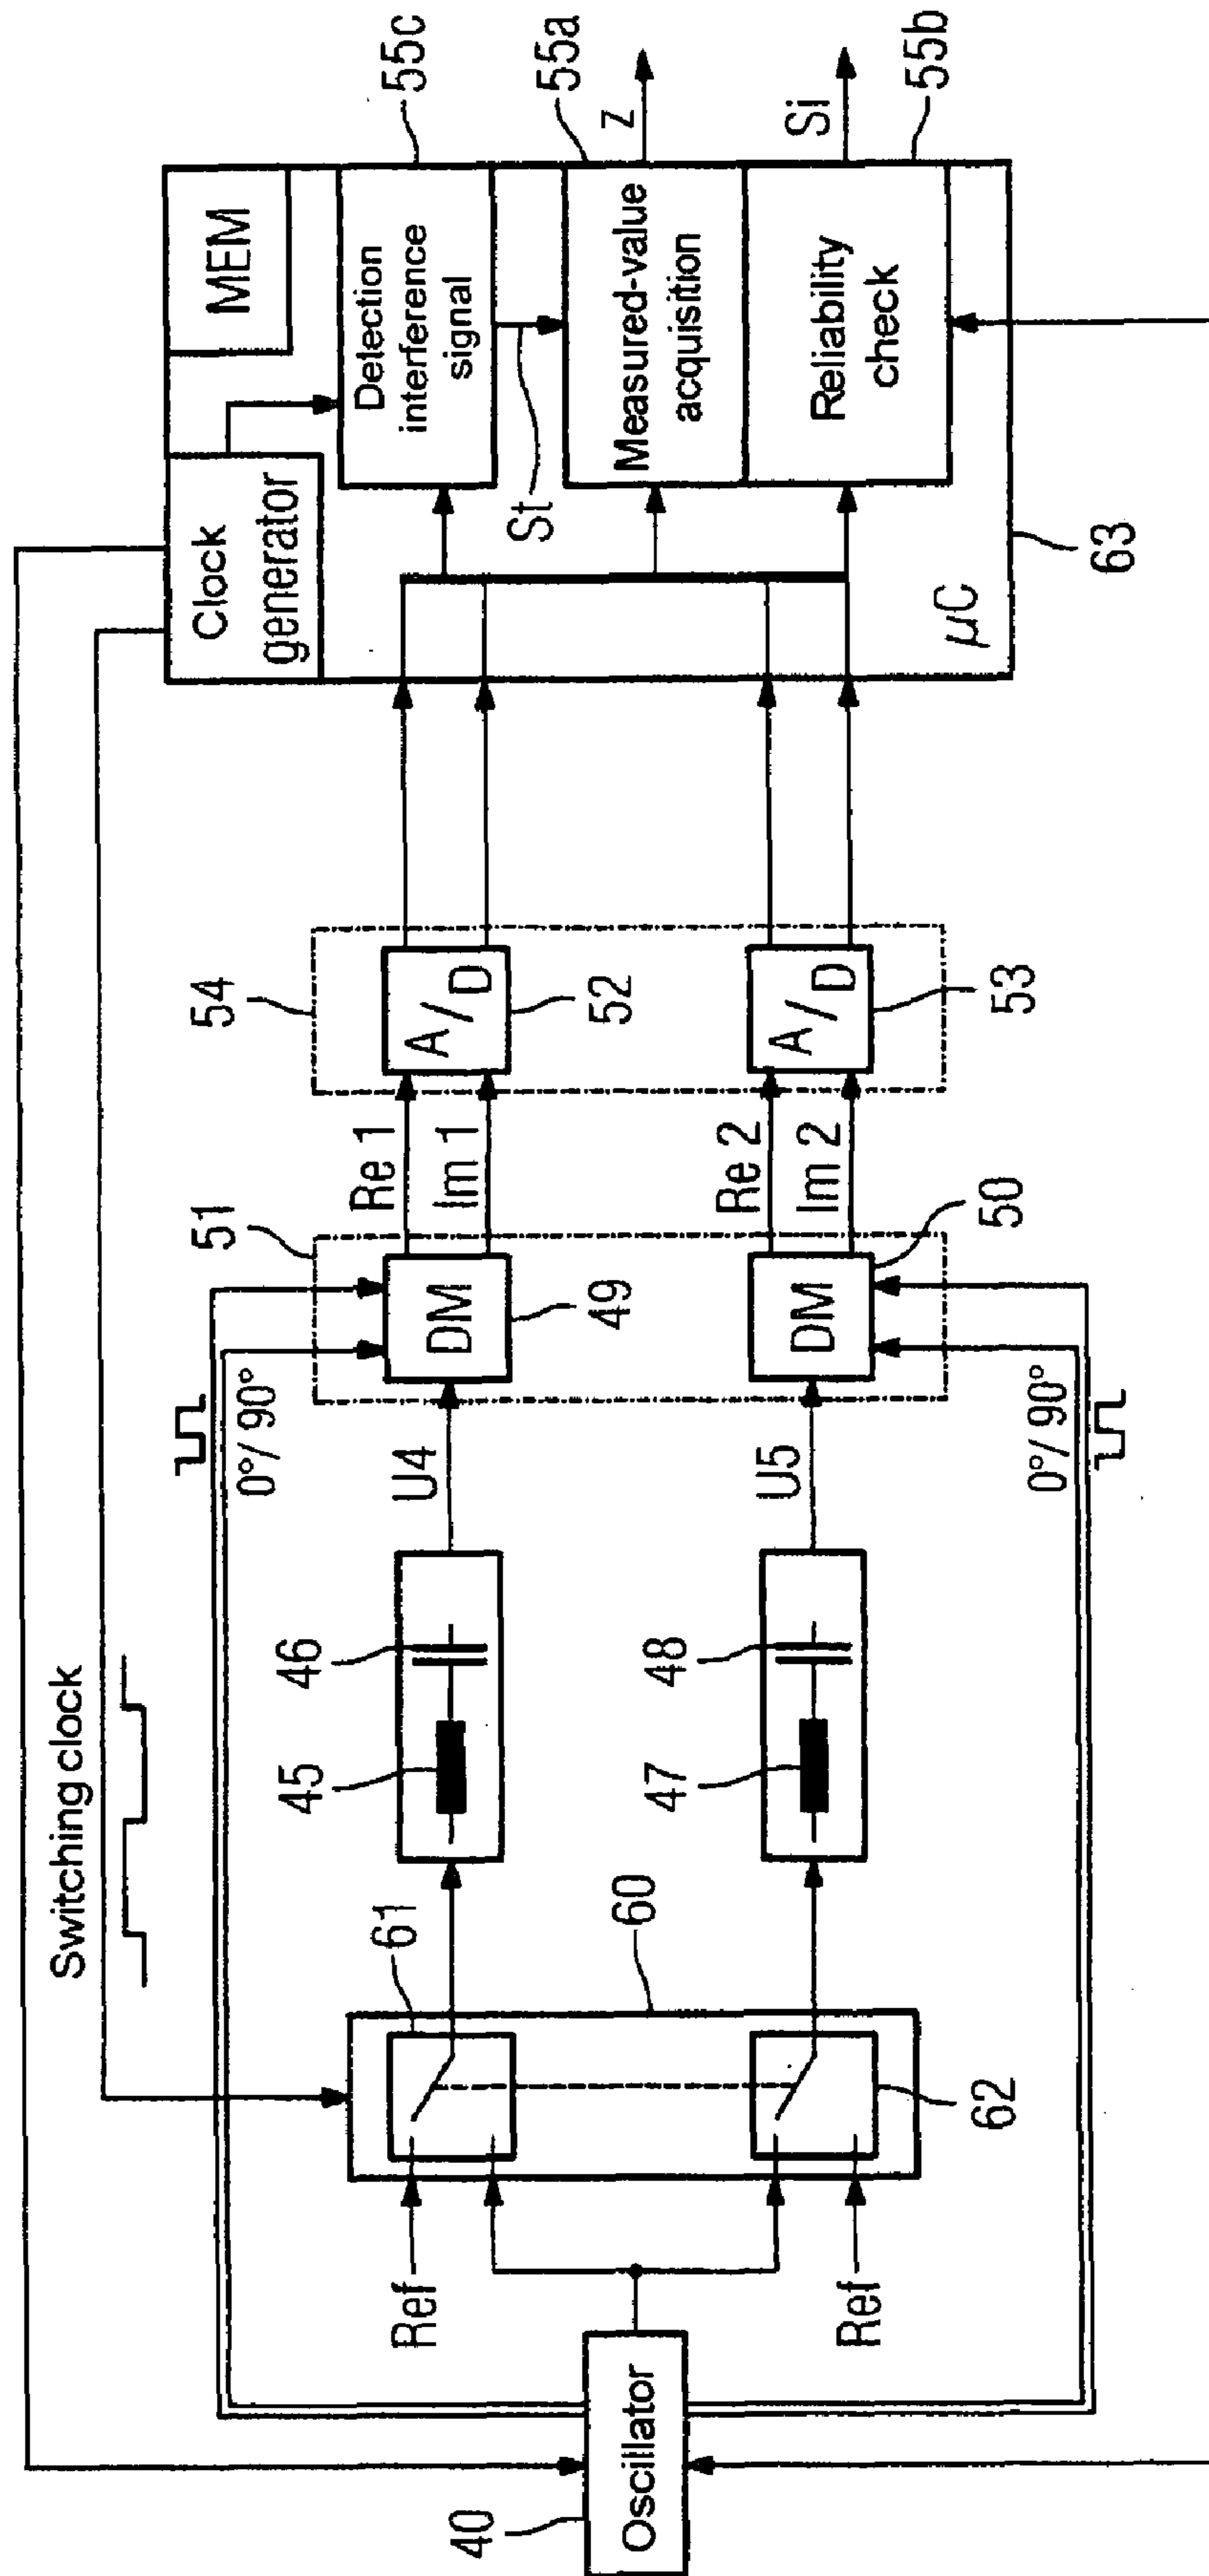 Switching clock
Clock
generator
MEM
Detection
interference
signal
55c
St
Measured-value
acquisition
55a
z
Reliability
check
Si
55b
µC
63
0°/ 90°
51
54
Ref
61
45
46
U4
DM
49
Re 1
Im 1
A/D
52
60
Oscillator
40
Ref
62
47
48
U5
DM
50
Re 2
Im 2
A/D
53
0°/ 90°